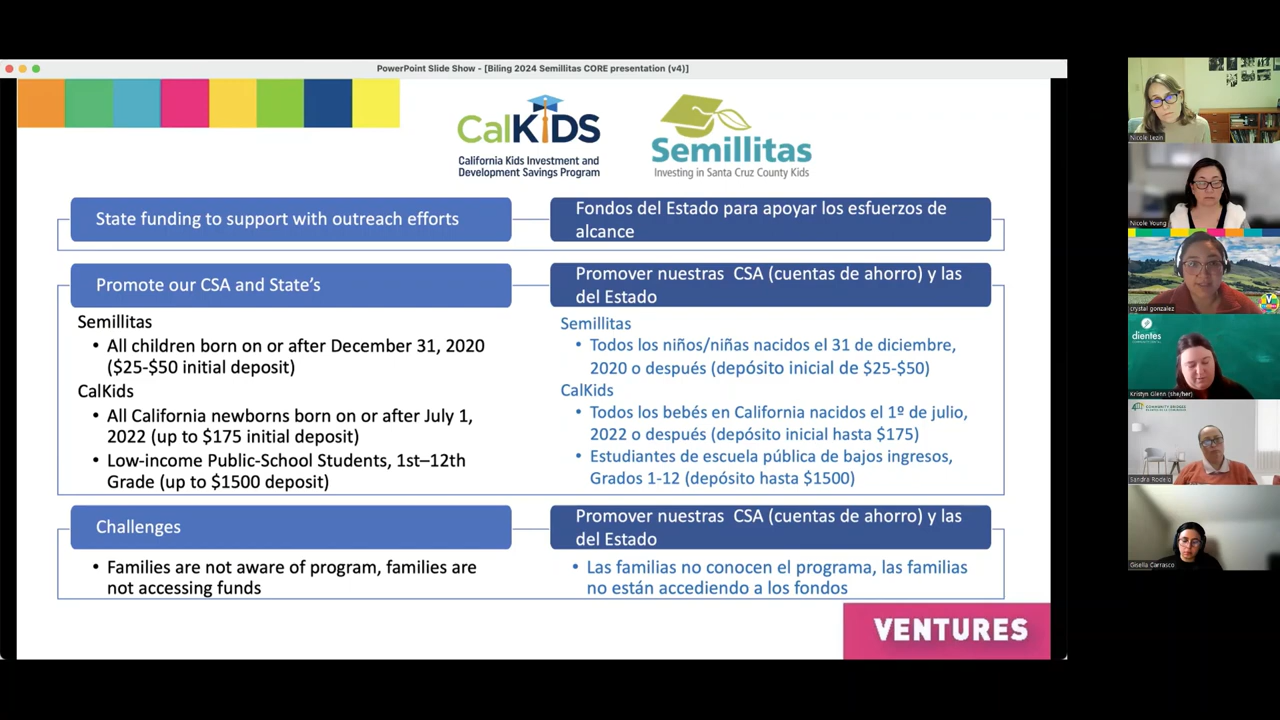 PowerPoint Slide Show - [Biling 2024 Semillitas CORE presentation (v4)]
CalKIDS
California Kids Investment and
Development Savings Program
Semillitas
Investing in Santa Cruz County Kids
State funding to support with outreach efforts
Fondos del Estado para apoyar los esfuerzos de
alcance
Promote our CSA and State's
Promover nuestras CSA (cuentas de ahorro) y las
del Estado
Semillitas
• All children born on or after December 31, 2020
($25-$50 initial deposit)
CalKids
• All California newborns born on or after July 1,
2022 (up to $175 initial deposit)
• Low-income Public-School Students, 1st–12th
Grade (up to $1500 deposit)
Semillitas
• Todos los niños/niñas nacidos el 31 de diciembre,
2020 o después (depósito inicial de $25-$50)
CalKids
• Todos los bebés en California nacidos el 1º de julio,
2022 o después (depósito inicial hasta $175)
• Estudiantes de escuela pública de bajos ingresos,
Grados 1-12 (depósito hasta $1500)
Challenges
Promover nuestras CSA (cuentas de ahorro) y las
del Estado
• Families are not aware of program, families are
not accessing funds
• Las familias no conocen el programa, las familias
no están accediendo a los fondos
VENTURES
Nicole Lezin
Nicole Young
crystal gonzalez
dientes
Kristyn Glenn (she/her)
COMMUNITY BRIDGES
Sandra Rodelo
Gisella Carrasco